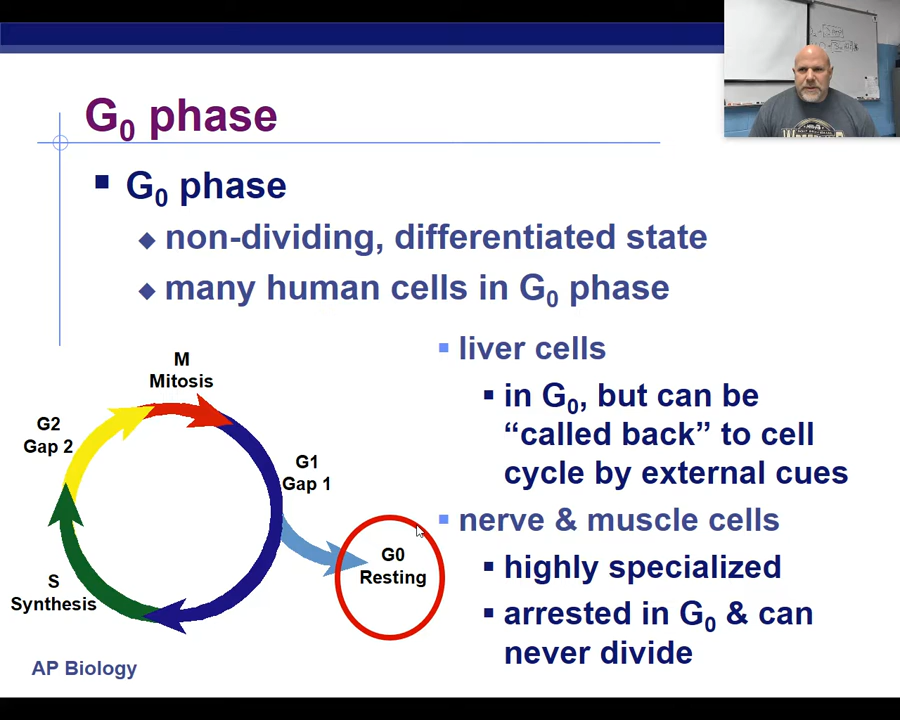 G₀ phase
▪ G₀ phase
◆ non-dividing, differentiated state
◆ many human cells in G₀ phase
▪ liver cells
▪ in G₀, but can be
“called back” to cell
cycle by external cues
▪ nerve & muscle cells
▪ highly specialized
▪ arrested in G₀ & can
never divide
M
Mitosis
G2
Gap 2
G1
Gap 1
G0
Resting
S
Synthesis
AP Biology